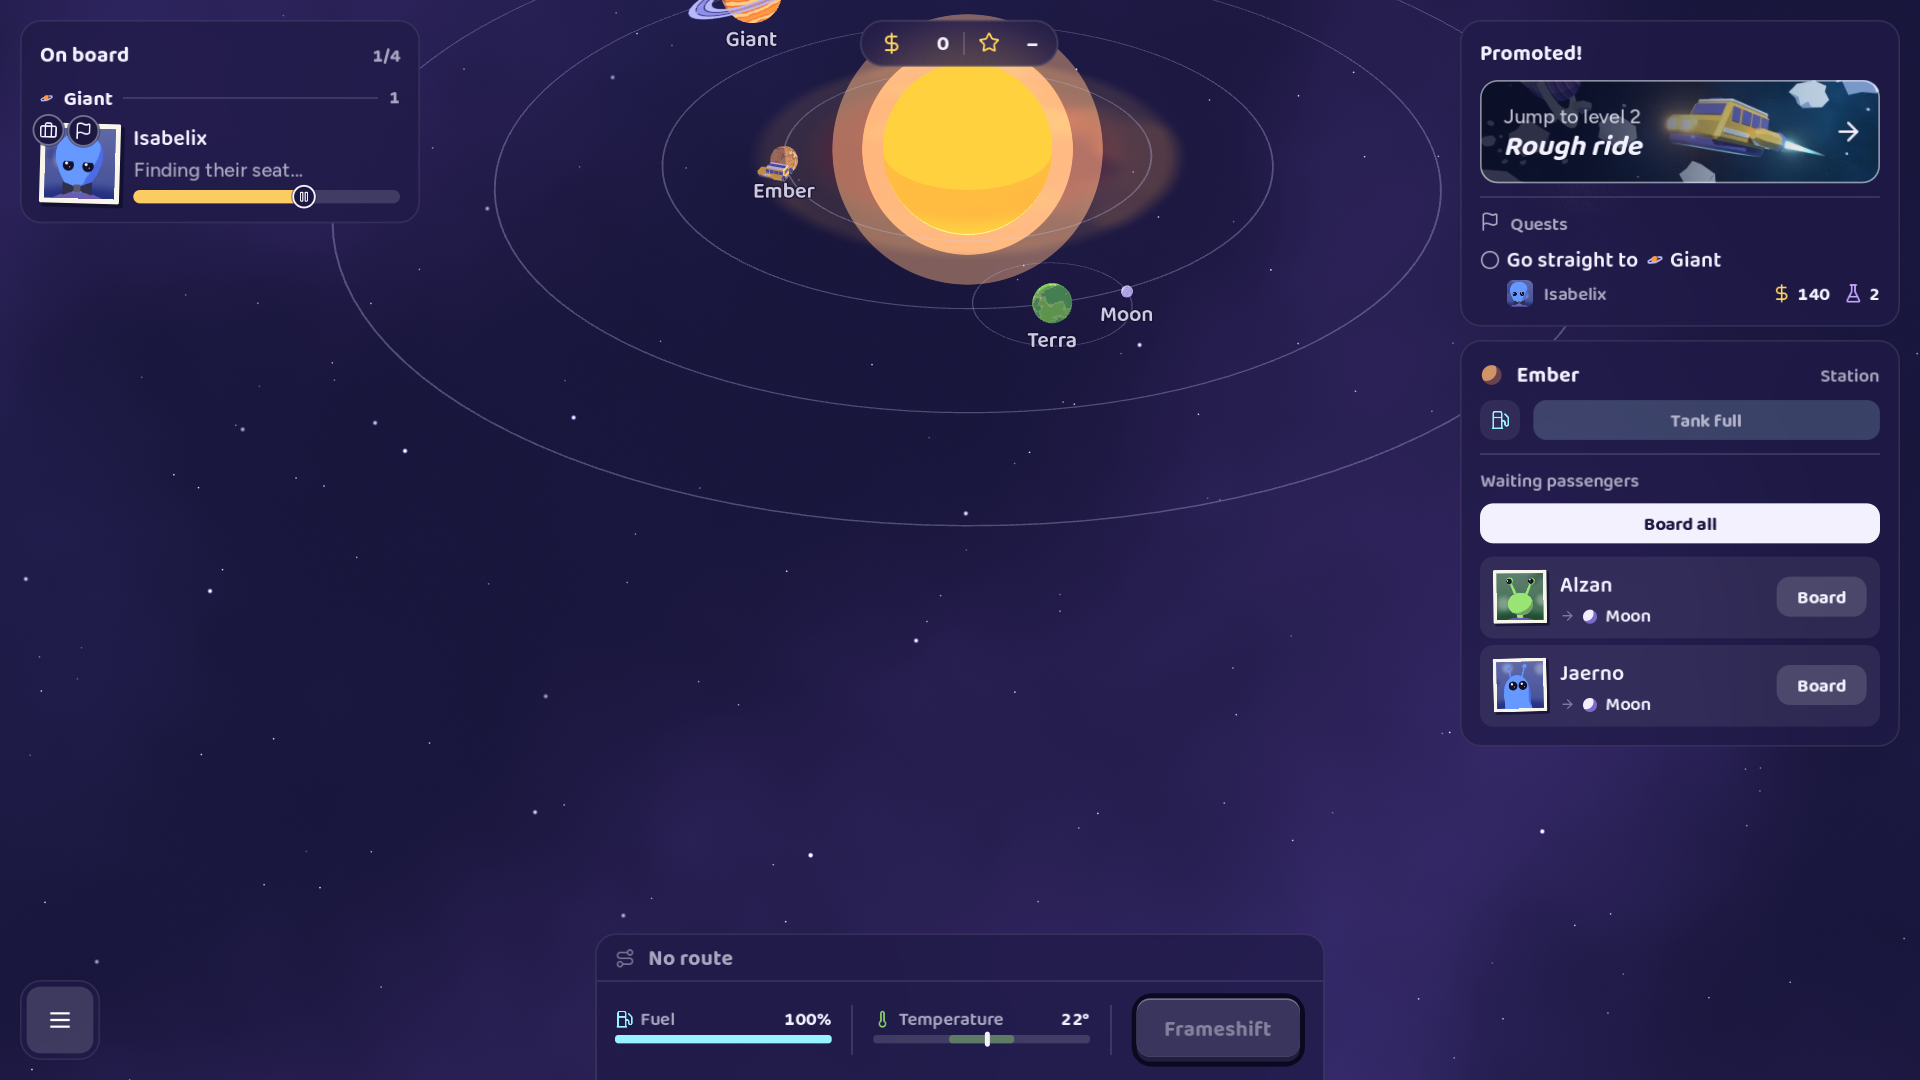 On board
1/4
Giant
1
Isabelix
Finding their seat...
Giant
0
–
Ember
Terra
Moon
Promoted!
Jump to level 2
Rough ride
Quests
Go straight to Giant
Isabelix
140
2
Ember
Station
Tank full
Waiting passengers
Board all
Alzan
→ Moon
Board
Jaerno
→ Moon
Board
No route
Fuel
100%
Temperature
22°
Frameshift